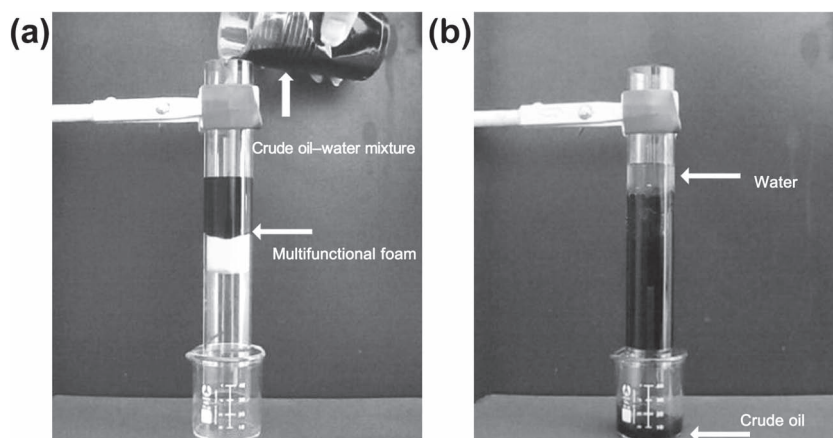 (a)
Crude oil–water mixture
Multifunctional foam
(b)
Water
Crude oil